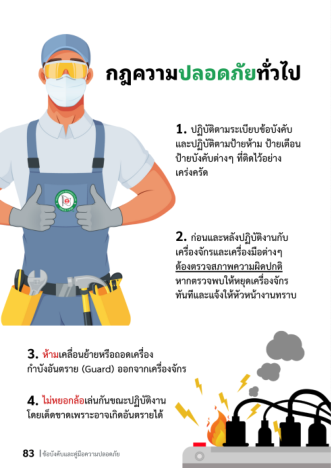 กฎความปลอดภัยทั่วไป
1. ปฏิบัติตามระเบียบข้อบังคับ
และปฏิบัติตามป้ายห้าม ป้ายเตือน
ป้ายบังคับต่างๆ ที่ติดไว้อย่าง
เคร่งครัด
2. ก่อนและหลังปฏิบัติงานกับ
เครื่องจักรและเครื่องมือต่างๆ
ต้องตรวจสภาพความผิดปกติ
หากตรวจพบให้หยุดเครื่องจักร
ทันทีและแจ้งให้หัวหน้างานทราบ
3. ห้ามเคลื่อนย้ายหรือถอดเครื่อง
กำบังอันตราย (Guard) ออกจากเครื่องจักร
4. ไม่หยอกล้อเล่นกันขณะปฏิบัติงาน
โดยเด็ดขาดเพราะอาจเกิดอันตรายได้
83 | ข้อบังคับและคู่มือความปลอดภัย